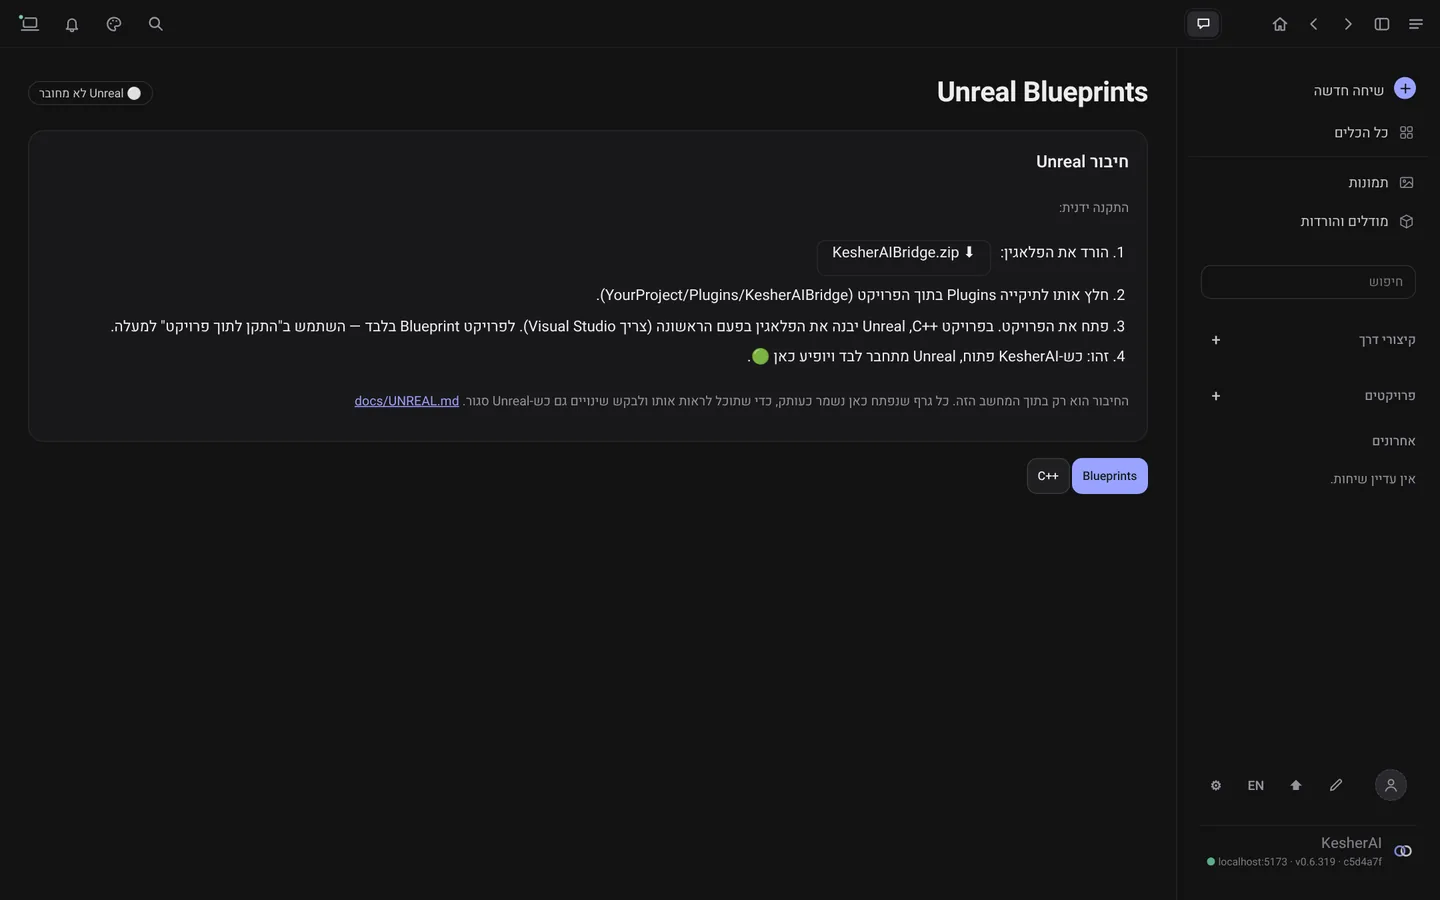 Unreal Blueprints
Unreal לא מחובר
חיבור Unreal
התקנה ידנית:
1. הורד את הפלאגין: ⬇ KesherAIBridge.zip
2. חלץ אותו לתיקייה Plugins בתוך הפרויקט (YourProject/Plugins/KesherAIBridge).
3. פתח את הפרויקט. בפרויקט C++, Unreal יבנה את הפלאגין בפעם הראשונה (צריך Visual Studio). לפרויקט Blueprint בלבד — השתמש ב"התקן לתוך פרויקט" למעלה.
4. זהו: כש-KesherAI פתוח, Unreal מתחבר לבד ויופיע כאן 🟢.
החיבור הוא רק בתוך המחשב הזה. כל גרף שנפתח כאן נשמר כעותק, כדי שתוכל לראות אותו ולבקש שינויים גם כש-Unreal סגור. docs/UNREAL.md
Blueprints
C++
שיחה חדשה
כל הכלים
תמונות
מודלים והורדות
חיפוש
קיצורי דרך +
פרויקטים +
אחרונים
אין עדיין שיחות.
EN
KesherAI
localhost:5173 · v0.6.319 · c5d4a7f